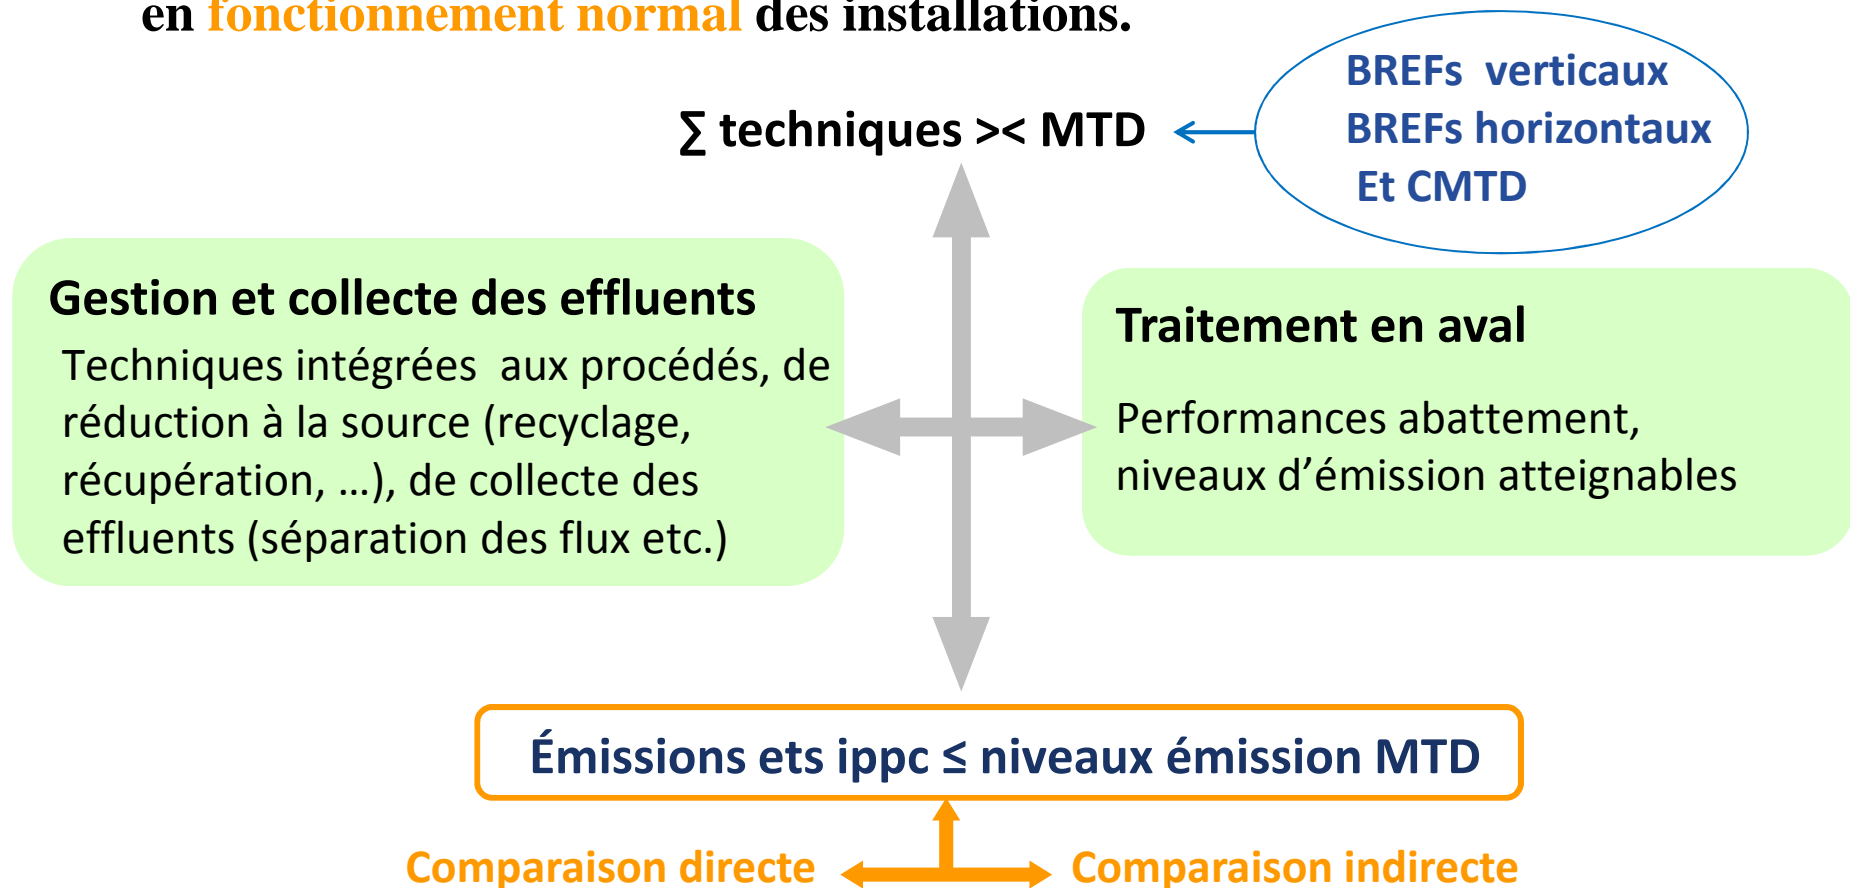 en fonctionnement normal des installations.
BREFs verticaux
BREFs horizontaux
Et CMTD
∑ techniques >< MTD
Gestion et collecte des effluents
Techniques intégrées aux procédés, de
réduction à la source (recyclage,
récupération, ...), de collecte des
effluents (séparation des flux etc.)
Traitement en aval
Performances abattement,
niveaux d’émission atteignables
Émissions ets ippc ≤ niveaux émission MTD
Comparaison directe
Comparaison indirecte